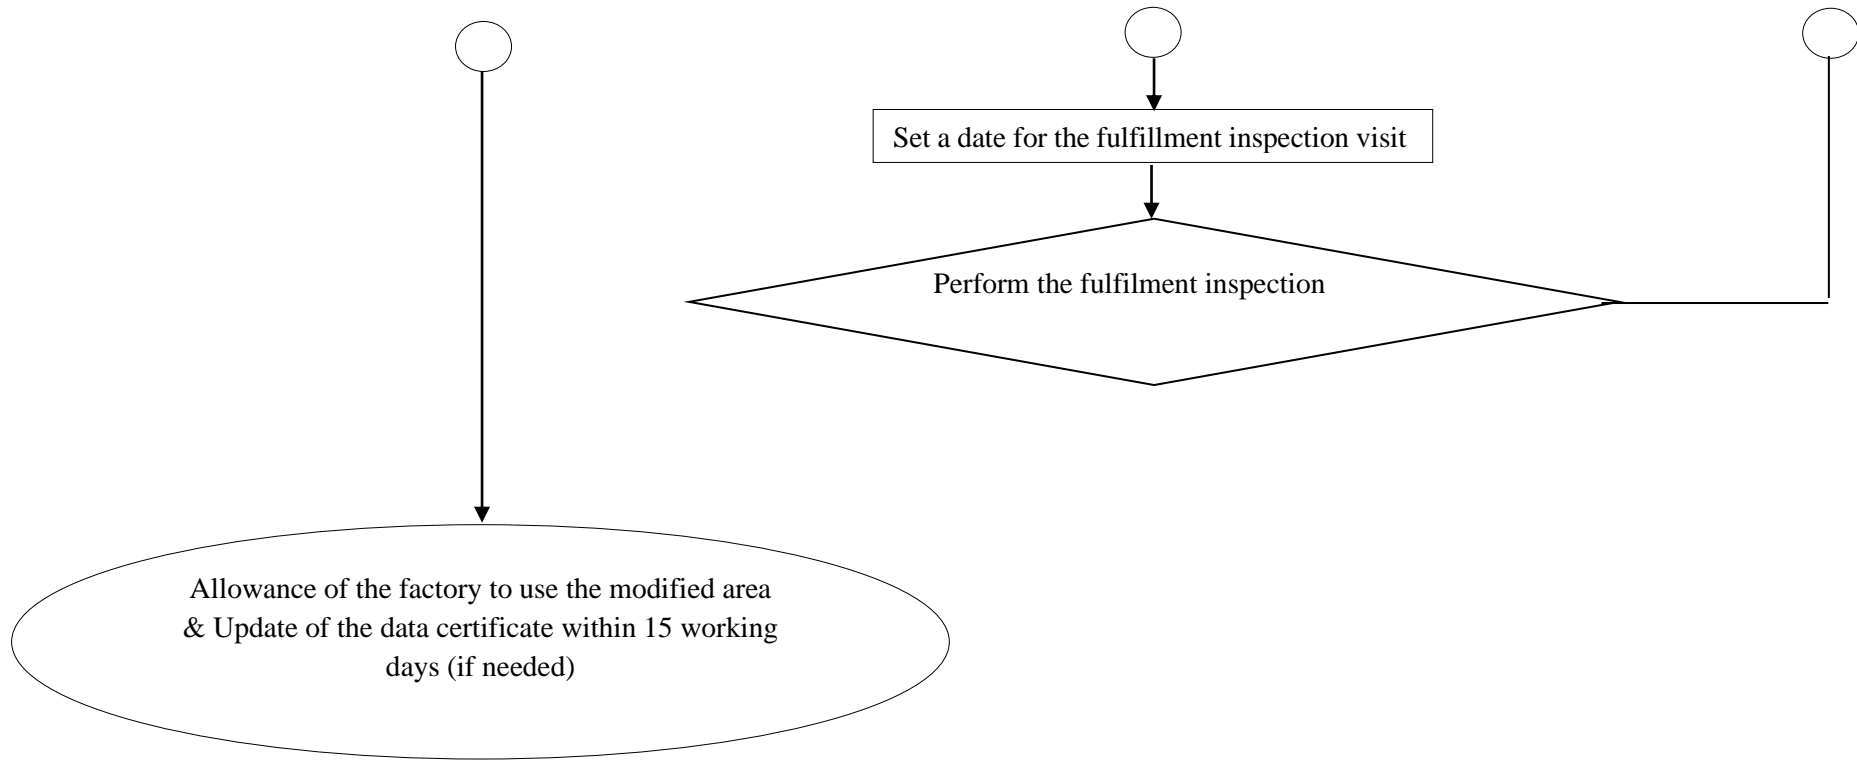 Set a date for the fulfillment inspection visit
Perform the fulfilment inspection
Allowance of the factory to use the modified area
& Update of the data certificate within 15 working
days (if needed)